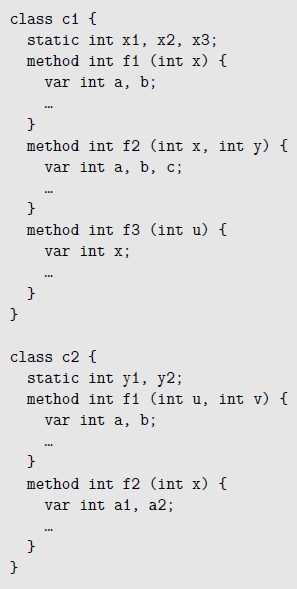 class c1 {
static int x1, x2, x3;
method int f1 (int x) {
var int a, b;
…
}
method int f2 (int x, int y) {
var int a, b, c;
…
}
method int f3 (int u) {
var int x;
…
}
}
class c2 {
static int y1, y2;
method int f1 (int u, int v) {
var int a, b;
…
}
method int f2 (int x) {
var int a1, a2;
…
}
}